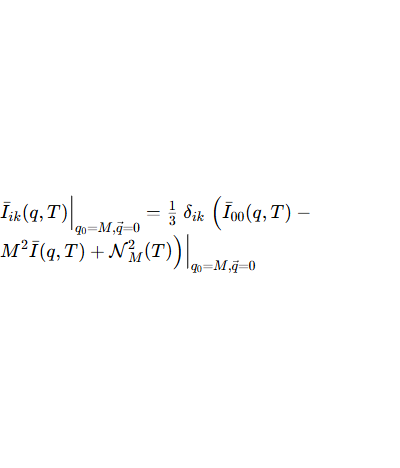 $\bar{I}_{ik}(q,T)\Big|_{q_0=M,\vec{q}=0} = \frac{1}{3}\ \delta_{ik}\ \Big(\bar{I}_{00}(q,T) -$
$M^2\bar{I}(q,T) + \mathcal{N}_M^2(T)\Big)\Big|_{q_0=M,\vec{q}=0}$